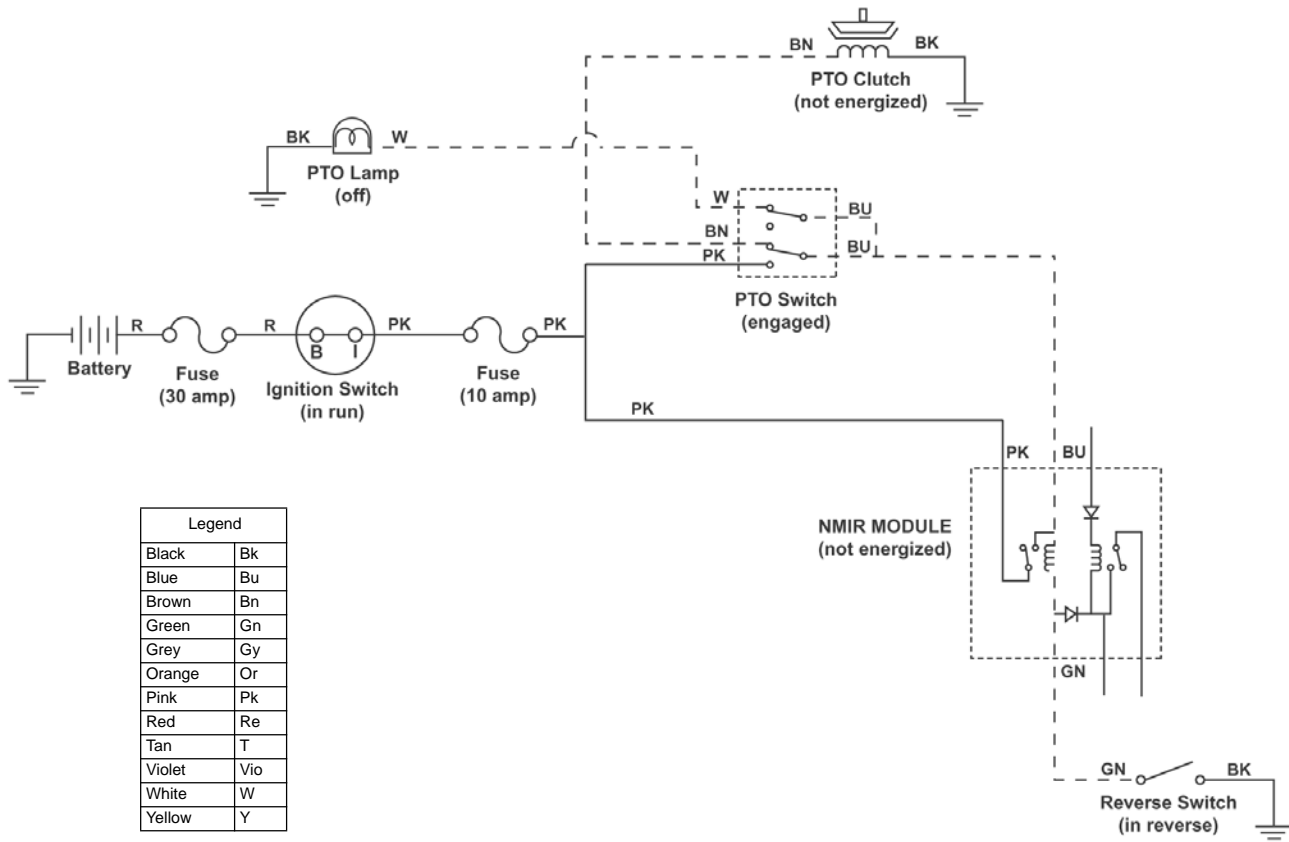 BN
BK
PTO Clutch
(not energized)
BK
W
PTO Lamp
(off)
W
BU
BN
BU
PK
PTO Switch
(engaged)
R
R
PK
PK
B
I
Battery
Fuse
(30 amp)
Ignition Switch
(in run)
Fuse
(10 amp)
PK
PK
BU
NMIR MODULE
(not energized)
GN
GN
BK
Reverse Switch
(in reverse)
Legend
Black Bk
Blue Bu
Brown Bn
Green Gn
Grey Gy
Orange Or
Pink Pk
Red Re
Tan T
Violet Vio
White W
Yellow Y